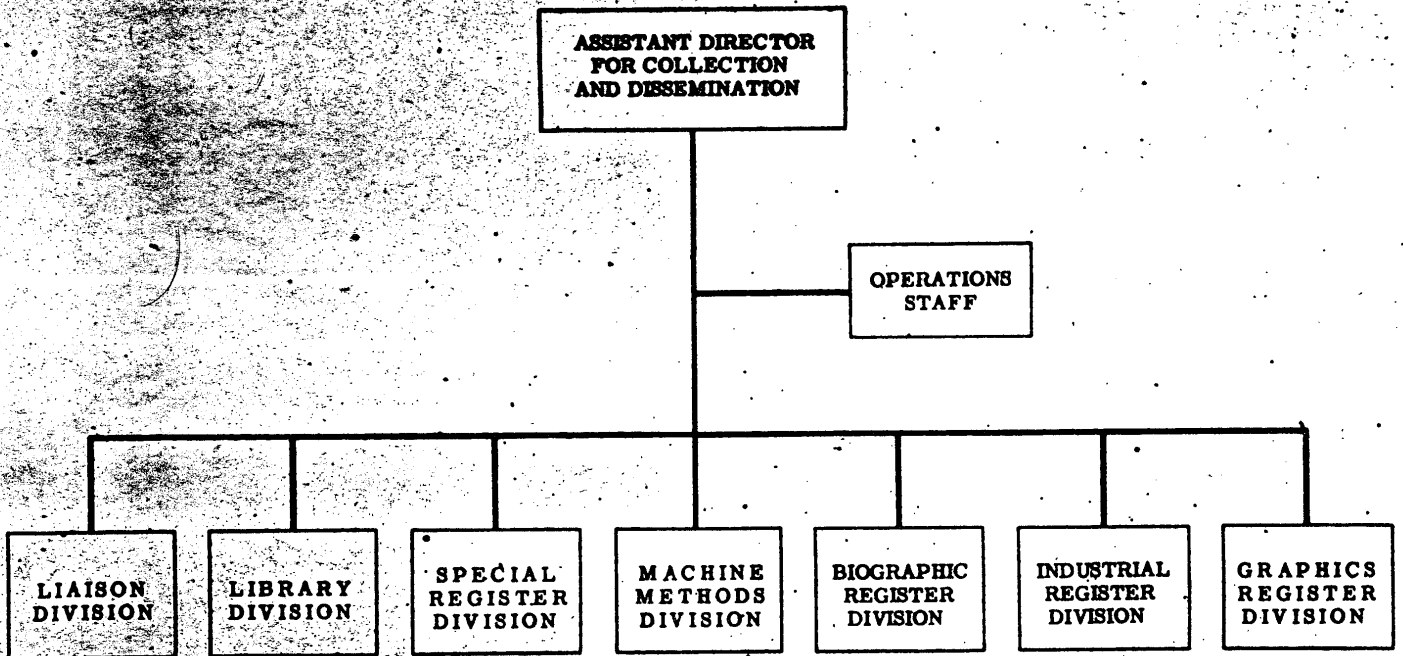 ASSISTANT DIRECTOR
FOR COLLECTION
AND DISSEMINATION
OPERATIONS
STAFF
LIAISON
DIVISION
LIBRARY
DIVISION
SPECIAL
REGISTER
DIVISION
MACHINE
METHODS
DIVISION
BIOGRAPHIC
REGISTER
DIVISION
INDUSTRIAL
REGISTER
DIVISION
GRAPHICS
REGISTER
DIVISION